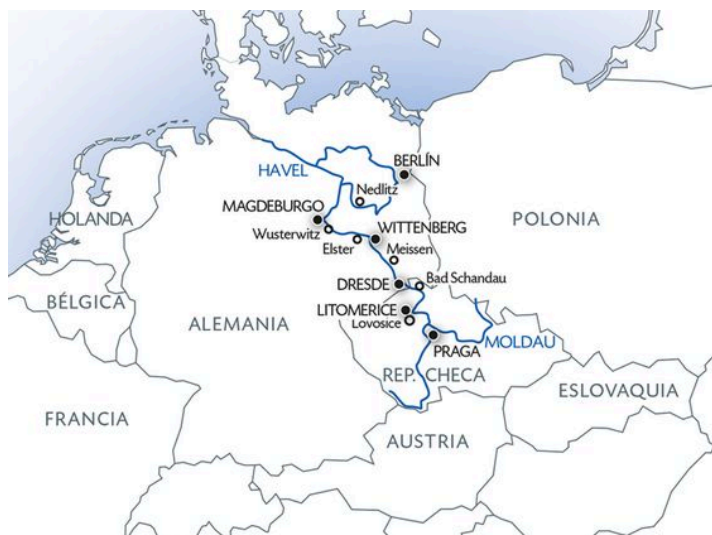 BERLÍN
HAVEL
Nedlitz
MAGDEBURGO
HOLANDA
POLONIA
Wusterwitz
WITTENBERG
Elster
Meissen
BÉLGICA
DRESDE
Bad Schandau
LITOMERICE
Lovosice
ALEMANIA
MOLDAU
PRAGA
REP. CHECA
ESLOVAQUIA
FRANCIA
AUSTRIA